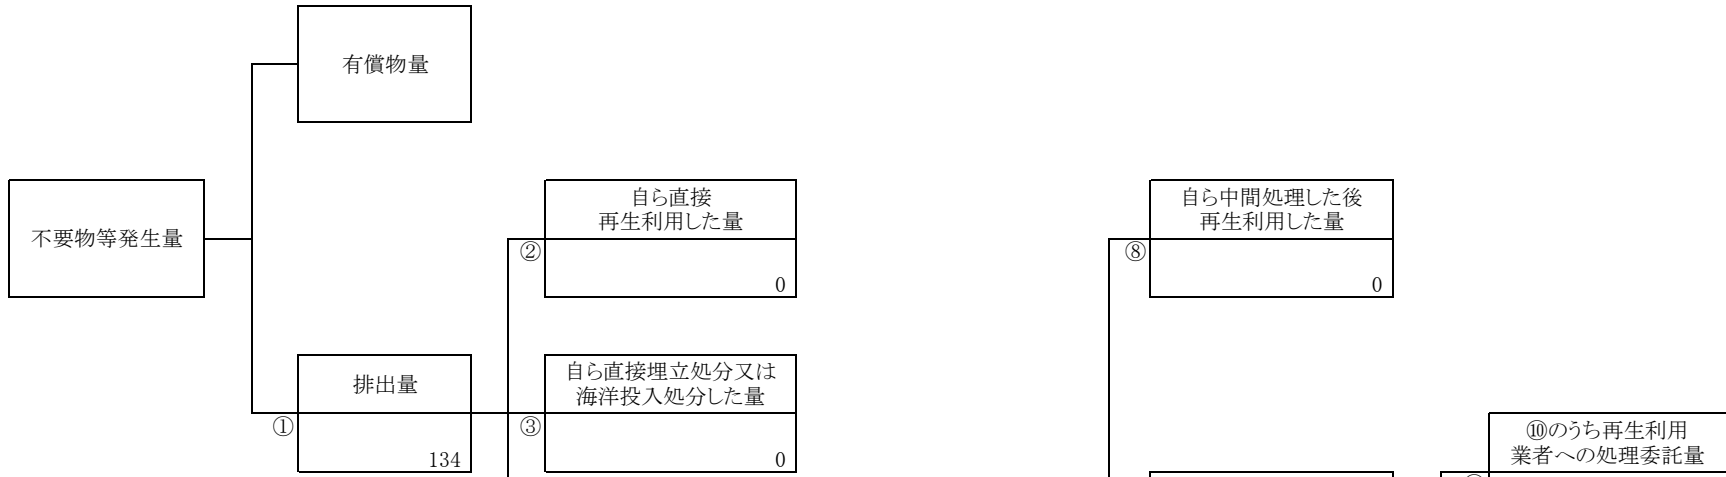 有償物量
不要物等発生量
自ら直接
再生利用した量
②
0
自ら中間処理した後
再生利用した量
⑧
0
排出量
①
134
自ら直接埋立処分又は
海洋投入処分した量
③
0
⑩のうち再生利用
業者への処理委託量